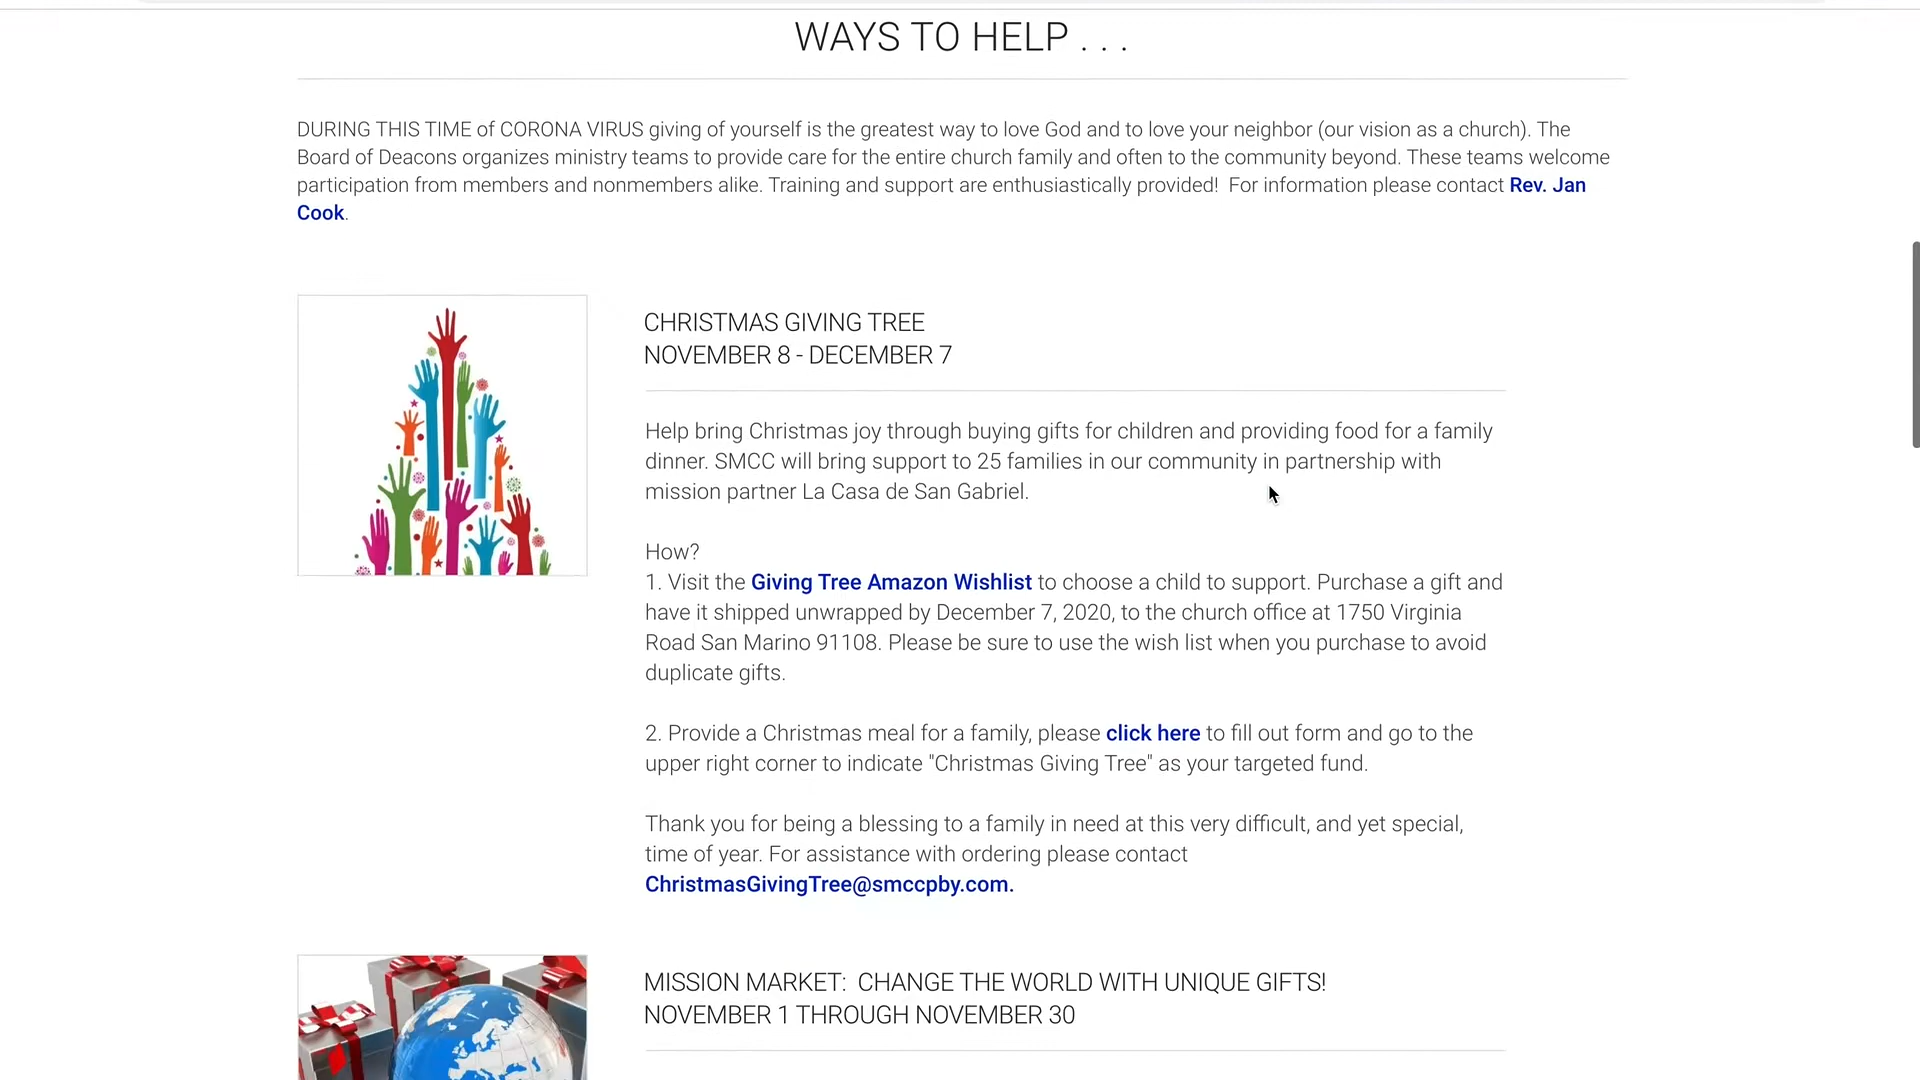 WAYS TO HELP . . .
DURING THIS TIME of CORONA VIRUS giving of yourself is the greatest way to love God and to love your neighbor (our vision as a church). The
Board of Deacons organizes ministry teams to provide care for the entire church family and often to the community beyond. These teams welcome
participation from members and nonmembers alike. Training and support are enthusiastically provided!  For information please contact Rev. Jan
Cook.
CHRISTMAS GIVING TREE
NOVEMBER 8 - DECEMBER 7
Help bring Christmas joy through buying gifts for children and providing food for a family
dinner. SMCC will bring support to 25 families in our community in partnership with
mission partner La Casa de San Gabriel.
How?
1. Visit the Giving Tree Amazon Wishlist to choose a child to support. Purchase a gift and
have it shipped unwrapped by December 7, 2020, to the church office at 1750 Virginia
Road San Marino 91108. Please be sure to use the wish list when you purchase to avoid
duplicate gifts.
2. Provide a Christmas meal for a family, please click here to fill out form and go to the
upper right corner to indicate "Christmas Giving Tree" as your targeted fund.
Thank you for being a blessing to a family in need at this very difficult, and yet special,
time of year. For assistance with ordering please contact
ChristmasGivingTree@smccpby.com.
MISSION MARKET:  CHANGE THE WORLD WITH UNIQUE GIFTS!
NOVEMBER 1 THROUGH NOVEMBER 30